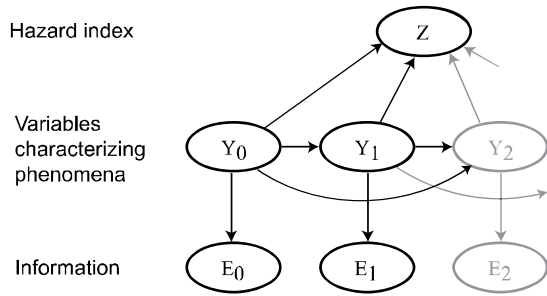 Hazard index
Z
Variables
characterizing
phenomena
Y0
Y1
Y2
Information
E0
E1
E2